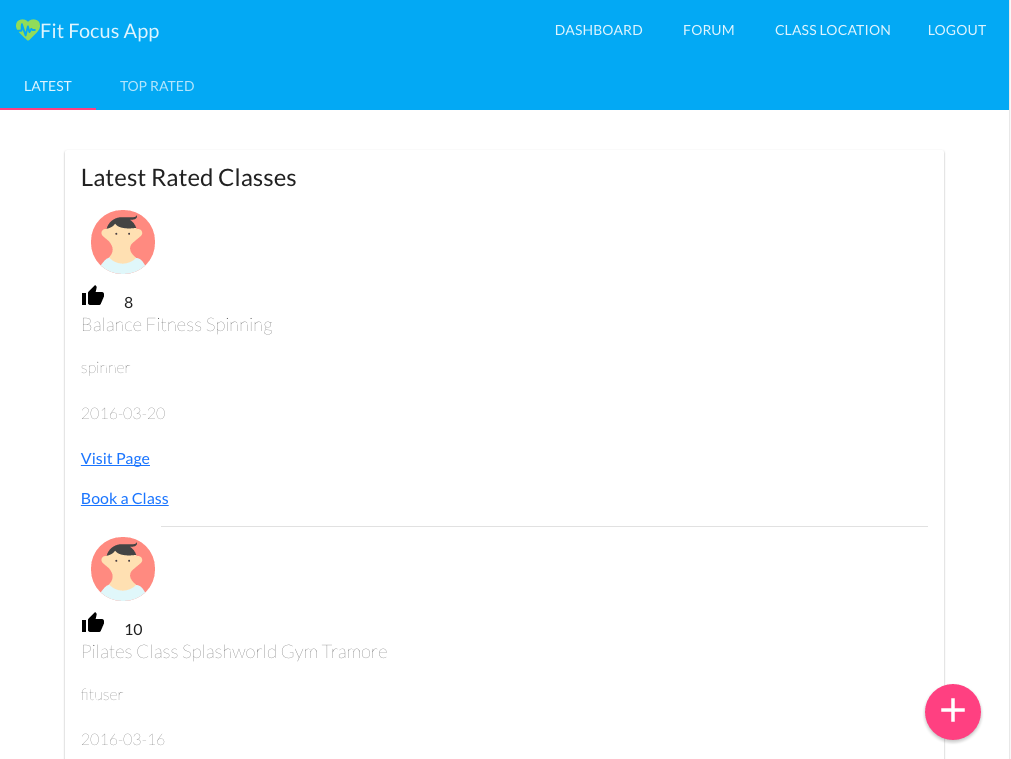 Fit Focus App
DASHBOARD
FORUM
CLASS LOCATION
LOGOUT
LATEST
TOP RATED
Latest Rated Classes
8
Balance Fitness Spinning
spinner
2016-03-20
Visit Page
Book a Class
10
Pilates Class Splashworld Gym Tramore
fituser
2016-03-16